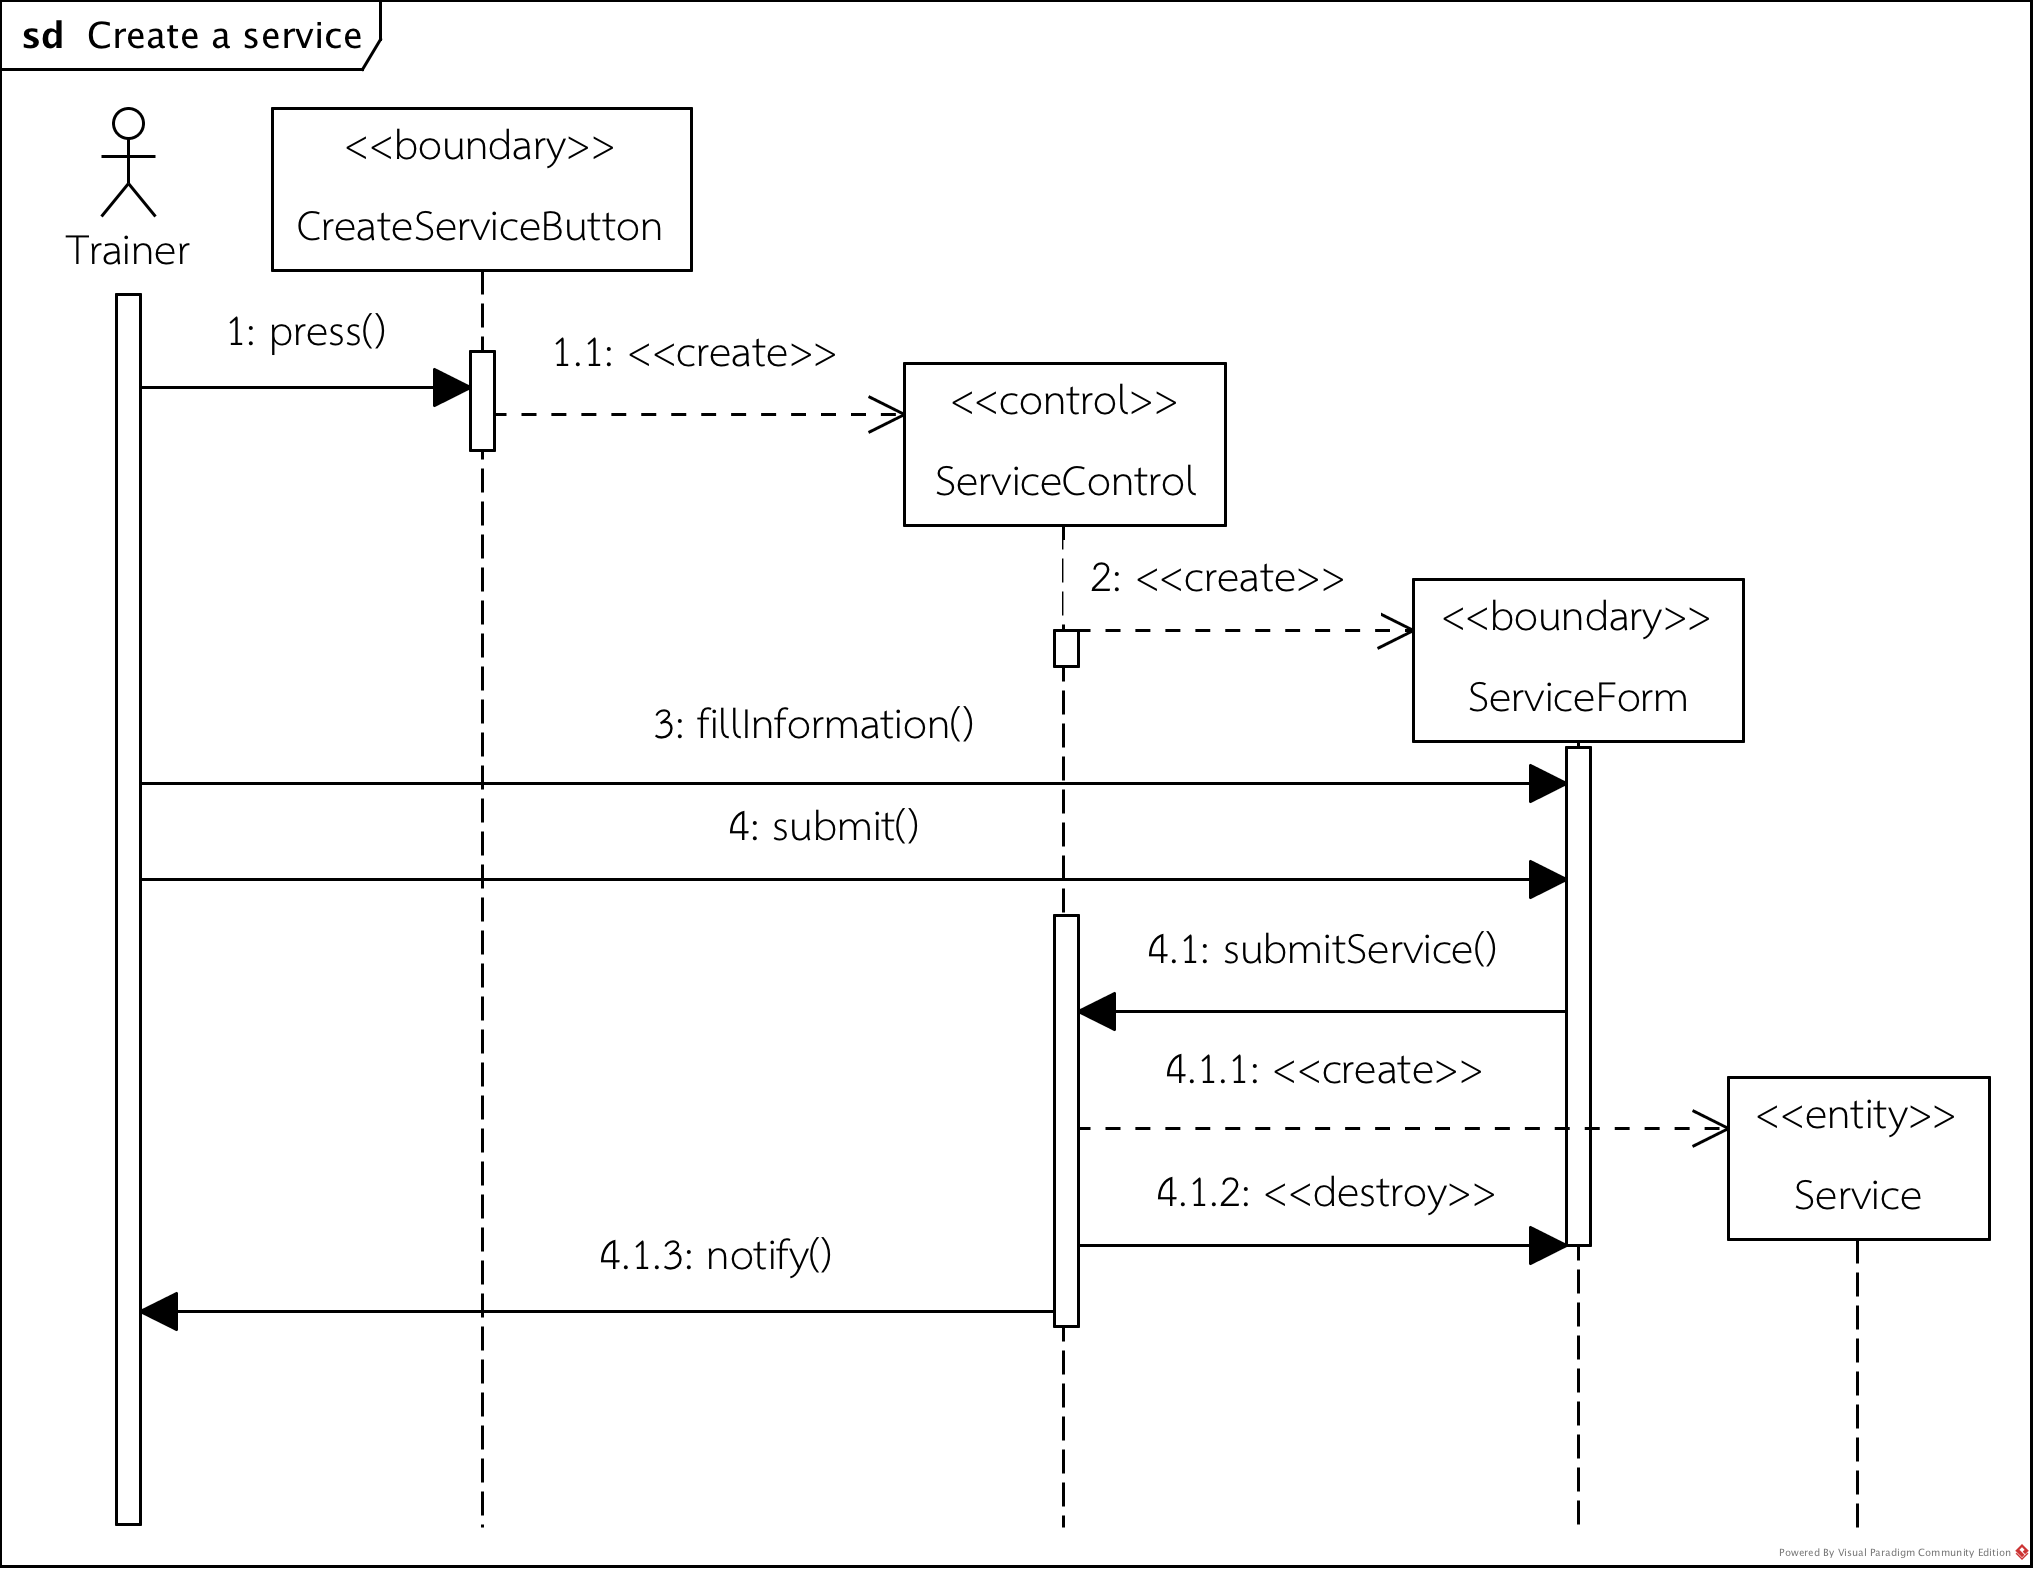 sd Create a service
Trainer
<<boundary>>
CreateServiceButton
1: press()
1.1: <<create>>
<<control>>
ServiceControl
2: <<create>>
<<boundary>>
ServiceForm
3: fillInformation()
4: submit()
4.1: submitService()
4.1.1: <<create>>
<<entity>>
Service
4.1.2: <<destroy>>
4.1.3: notify()
Powered By Visual Paradigm Community Edition